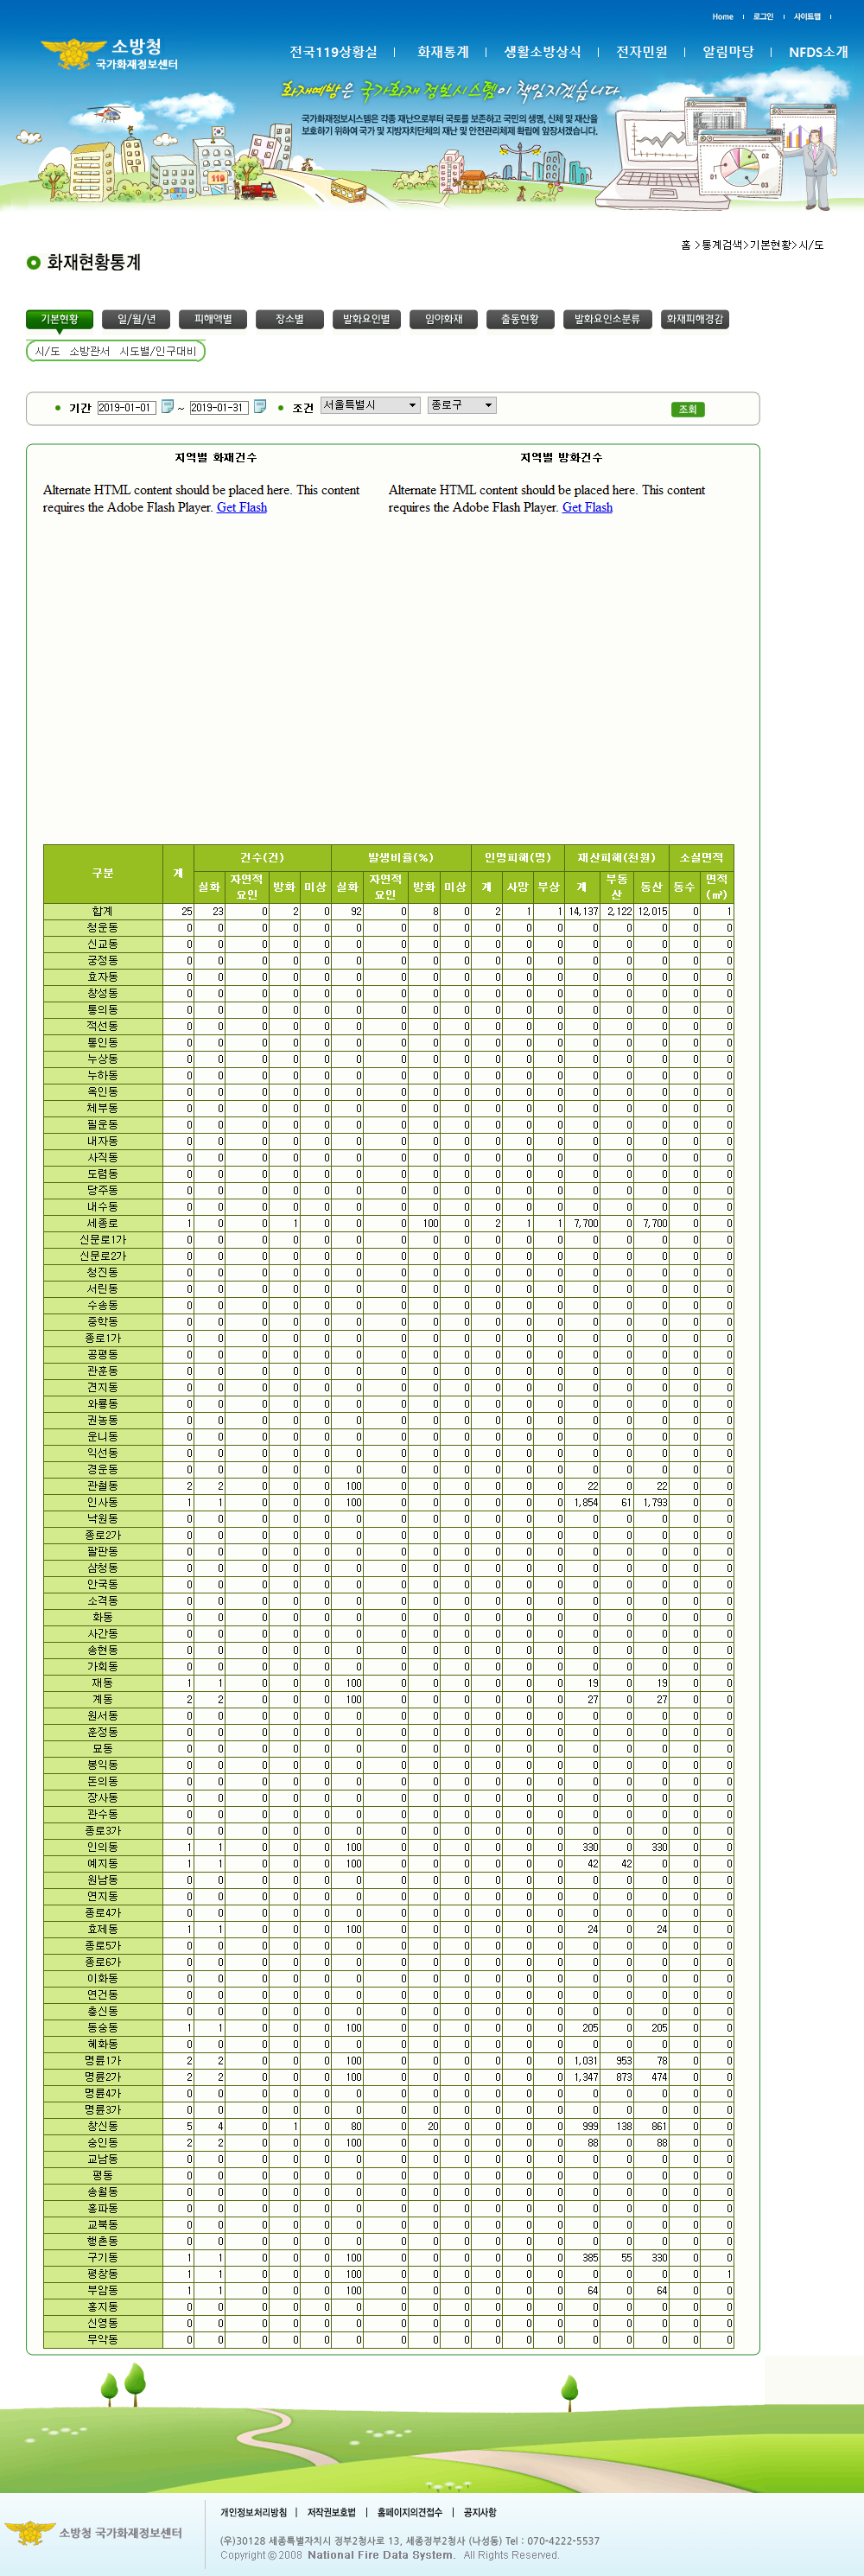 Home 로그인 사이트맵
소방청
국가화재정보센터
전국119상황실 화재통계 생활소방상식 전자민원 알림마당 NFDS소개
화재예방은 국가화재 정보시스템이 책임지겠습니다
국가화재정보시스템은 각종 재난으로부터 국토를 보존하고 국민의 생명, 신체 및 재산을
보호하기 위하여 국가 및 지방자치단체의 재난 및 안전관리체제 확립에 앞장서겠습니다.
119
01 02 03
홈 >통계검색>기본현황>시/도
화재현황통계
기본현황 일/월/년 피해액별 장소별 발화요인별 임야화재 출동현황 발화요인소분류 화재피해경감
시/도 소방관서 시도별/인구대비
기간 2019-01-01 ~ 2019-01-31 조건 서울특별시 종로구 조회
지역별 화재건수 지역별 방화건수
Alternate HTML content should be placed here. This content
requires the Adobe Flash Player. Get Flash
Alternate HTML content should be placed here. This content
requires the Adobe Flash Player. Get Flash
구분 계 건수(건) 발생비율(%) 인명피해(명) 재산피해(천원) 소실면적
실화 자연적요인 방화 미상 실화 자연적요인 방화 미상 계 사망 부상 계 부동산 동산 동수 면적(㎡)
합계 25 23 0 2 0 92 0 8 0 2 1 1 14,137 2,122 12,015 0 1
청운동 0 0 0 0 0 0 0 0 0 0 0 0 0 0 0 0 0
신교동 0 0 0 0 0 0 0 0 0 0 0 0 0 0 0 0 0
궁정동 0 0 0 0 0 0 0 0 0 0 0 0 0 0 0 0 0
효자동 0 0 0 0 0 0 0 0 0 0 0 0 0 0 0 0 0
창성동 0 0 0 0 0 0 0 0 0 0 0 0 0 0 0 0 0
통의동 0 0 0 0 0 0 0 0 0 0 0 0 0 0 0 0 0
적선동 0 0 0 0 0 0 0 0 0 0 0 0 0 0 0 0 0
통인동 0 0 0 0 0 0 0 0 0 0 0 0 0 0 0 0 0
누상동 0 0 0 0 0 0 0 0 0 0 0 0 0 0 0 0 0
누하동 0 0 0 0 0 0 0 0 0 0 0 0 0 0 0 0 0
옥인동 0 0 0 0 0 0 0 0 0 0 0 0 0 0 0 0 0
체부동 0 0 0 0 0 0 0 0 0 0 0 0 0 0 0 0 0
필운동 0 0 0 0 0 0 0 0 0 0 0 0 0 0 0 0 0
내자동 0 0 0 0 0 0 0 0 0 0 0 0 0 0 0 0 0
사직동 0 0 0 0 0 0 0 0 0 0 0 0 0 0 0 0 0
도렴동 0 0 0 0 0 0 0 0 0 0 0 0 0 0 0 0 0
당주동 0 0 0 0 0 0 0 0 0 0 0 0 0 0 0 0 0
내수동 0 0 0 0 0 0 0 0 0 0 0 0 0 0 0 0 0
세종로 1 0 0 1 0 0 0 100 0 2 1 1 7,700 0 7,700 0 0
신문로1가 0 0 0 0 0 0 0 0 0 0 0 0 0 0 0 0 0
신문로2가 0 0 0 0 0 0 0 0 0 0 0 0 0 0 0 0 0
청진동 0 0 0 0 0 0 0 0 0 0 0 0 0 0 0 0 0
서린동 0 0 0 0 0 0 0 0 0 0 0 0 0 0 0 0 0
수송동 0 0 0 0 0 0 0 0 0 0 0 0 0 0 0 0 0
중학동 0 0 0 0 0 0 0 0 0 0 0 0 0 0 0 0 0
종로1가 0 0 0 0 0 0 0 0 0 0 0 0 0 0 0 0 0
공평동 0 0 0 0 0 0 0 0 0 0 0 0 0 0 0 0 0
관훈동 0 0 0 0 0 0 0 0 0 0 0 0 0 0 0 0 0
견지동 0 0 0 0 0 0 0 0 0 0 0 0 0 0 0 0 0
와룡동 0 0 0 0 0 0 0 0 0 0 0 0 0 0 0 0 0
권농동 0 0 0 0 0 0 0 0 0 0 0 0 0 0 0 0 0
운니동 0 0 0 0 0 0 0 0 0 0 0 0 0 0 0 0 0
익선동 0 0 0 0 0 0 0 0 0 0 0 0 0 0 0 0 0
경운동 0 0 0 0 0 0 0 0 0 0 0 0 0 0 0 0 0
관철동 2 2 0 0 0 100 0 0 0 0 0 0 22 0 22 0 0
인사동 1 1 0 0 0 100 0 0 0 0 0 0 1,854 61 1,793 0 0
낙원동 0 0 0 0 0 0 0 0 0 0 0 0 0 0 0 0 0
종로2가 0 0 0 0 0 0 0 0 0 0 0 0 0 0 0 0 0
팔판동 0 0 0 0 0 0 0 0 0 0 0 0 0 0 0 0 0
삼청동 0 0 0 0 0 0 0 0 0 0 0 0 0 0 0 0 0
안국동 0 0 0 0 0 0 0 0 0 0 0 0 0 0 0 0 0
소격동 0 0 0 0 0 0 0 0 0 0 0 0 0 0 0 0 0
화동 0 0 0 0 0 0 0 0 0 0 0 0 0 0 0 0 0
사간동 0 0 0 0 0 0 0 0 0 0 0 0 0 0 0 0 0
송현동 0 0 0 0 0 0 0 0 0 0 0 0 0 0 0 0 0
가회동 0 0 0 0 0 0 0 0 0 0 0 0 0 0 0 0 0
재동 1 1 0 0 0 100 0 0 0 0 0 0 19 0 19 0 0
계동 2 2 0 0 0 100 0 0 0 0 0 0 27 0 27 0 0
원서동 0 0 0 0 0 0 0 0 0 0 0 0 0 0 0 0 0
훈정동 0 0 0 0 0 0 0 0 0 0 0 0 0 0 0 0 0
묘동 0 0 0 0 0 0 0 0 0 0 0 0 0 0 0 0 0
봉익동 0 0 0 0 0 0 0 0 0 0 0 0 0 0 0 0 0
돈의동 0 0 0 0 0 0 0 0 0 0 0 0 0 0 0 0 0
장사동 0 0 0 0 0 0 0 0 0 0 0 0 0 0 0 0 0
관수동 0 0 0 0 0 0 0 0 0 0 0 0 0 0 0 0 0
종로3가 0 0 0 0 0 0 0 0 0 0 0 0 0 0 0 0 0
인의동 1 1 0 0 0 100 0 0 0 0 0 0 330 0 330 0 0
예지동 1 1 0 0 0 100 0 0 0 0 0 0 42 42 0 0 0
원남동 0 0 0 0 0 0 0 0 0 0 0 0 0 0 0 0 0
연지동 0 0 0 0 0 0 0 0 0 0 0 0 0 0 0 0 0
종로4가 0 0 0 0 0 0 0 0 0 0 0 0 0 0 0 0 0
효제동 1 1 0 0 0 100 0 0 0 0 0 0 24 0 24 0 0
종로5가 0 0 0 0 0 0 0 0 0 0 0 0 0 0 0 0 0
종로6가 0 0 0 0 0 0 0 0 0 0 0 0 0 0 0 0 0
이화동 0 0 0 0 0 0 0 0 0 0 0 0 0 0 0 0 0
연건동 0 0 0 0 0 0 0 0 0 0 0 0 0 0 0 0 0
충신동 0 0 0 0 0 0 0 0 0 0 0 0 0 0 0 0 0
동숭동 1 1 0 0 0 100 0 0 0 0 0 0 205 0 205 0 0
혜화동 0 0 0 0 0 0 0 0 0 0 0 0 0 0 0 0 0
명륜1가 2 2 0 0 0 100 0 0 0 0 0 0 1,031 953 78 0 0
명륜2가 2 2 0 0 0 100 0 0 0 0 0 0 1,347 873 474 0 0
명륜4가 0 0 0 0 0 0 0 0 0 0 0 0 0 0 0 0 0
명륜3가 0 0 0 0 0 0 0 0 0 0 0 0 0 0 0 0 0
창신동 5 4 0 1 0 80 0 20 0 0 0 0 999 138 861 0 0
숭인동 2 2 0 0 0 100 0 0 0 0 0 0 88 0 88 0 0
교남동 0 0 0 0 0 0 0 0 0 0 0 0 0 0 0 0 0
평동 0 0 0 0 0 0 0 0 0 0 0 0 0 0 0 0 0
송월동 0 0 0 0 0 0 0 0 0 0 0 0 0 0 0 0 0
홍파동 0 0 0 0 0 0 0 0 0 0 0 0 0 0 0 0 0
교북동 0 0 0 0 0 0 0 0 0 0 0 0 0 0 0 0 0
행촌동 0 0 0 0 0 0 0 0 0 0 0 0 0 0 0 0 0
구기동 1 1 0 0 0 100 0 0 0 0 0 0 385 55 330 0 0
평창동 1 1 0 0 0 100 0 0 0 0 0 0 0 0 0 0 1
부암동 1 1 0 0 0 100 0 0 0 0 0 0 64 0 64 0 0
홍지동 0 0 0 0 0 0 0 0 0 0 0 0 0 0 0 0 0
신영동 0 0 0 0 0 0 0 0 0 0 0 0 0 0 0 0 0
무악동 0 0 0 0 0 0 0 0 0 0 0 0 0 0 0 0 0
소방청 국가화재정보센터
개인정보처리방침 | 저작권보호법 | 홈페이지의견접수 | 공지사항
(우)30128 세종특별자치시 정부2청사로 13, 세종정부2청사 (나성동) Tel : 070-4222-5537
Copyright © 2008 National Fire Data System. All Rights Reserved.